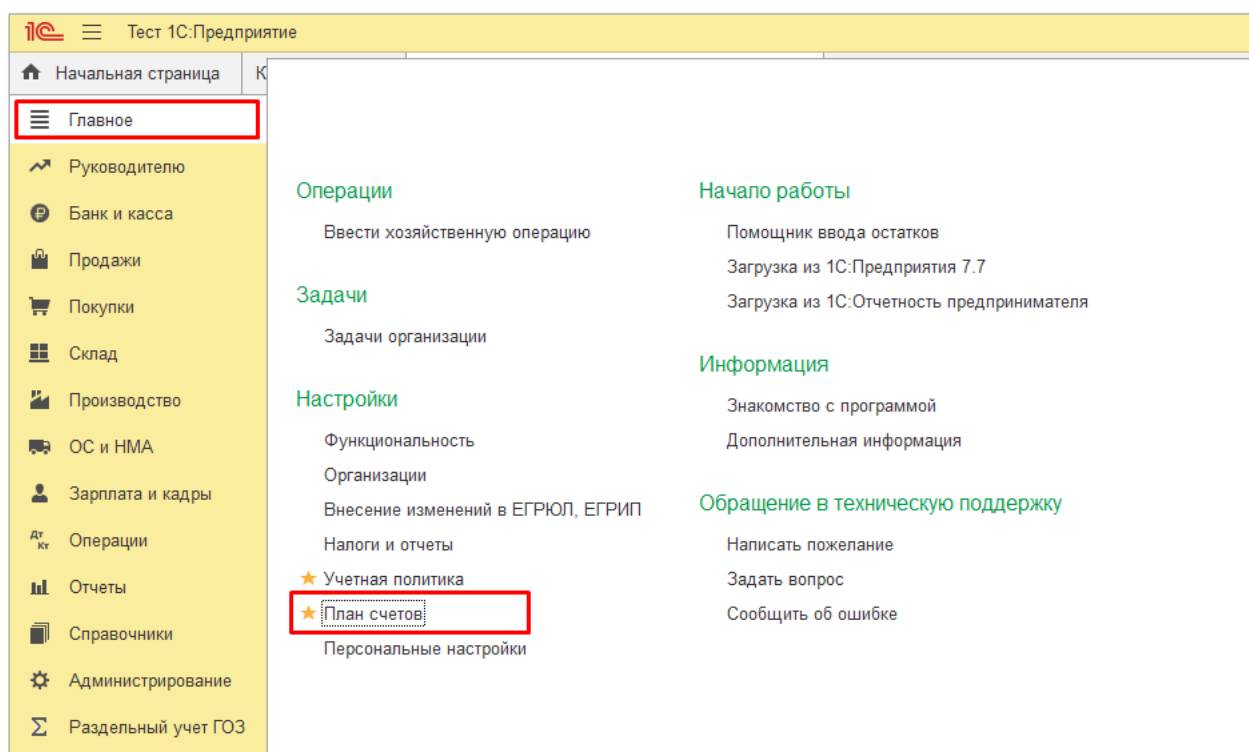 1С Тест 1С:Предприятие
Начальная страница К
Главное
Руководителю
Банк и касса
Продажи
Покупки
Склад
Производство
ОС и НМА
Зарплата и кадры
Дт Кт Операции
Отчеты
Справочники
Администрирование
Раздельный учет ГОЗ
Операции
Ввести хозяйственную операцию
Задачи
Задачи организации
Настройки
Функциональность
Организации
Внесение изменений в ЕГРЮЛ, ЕГРИП
Налоги и отчеты
Учетная политика
План счетов
Персональные настройки
Начало работы
Помощник ввода остатков
Загрузка из 1С:Предприятия 7.7
Загрузка из 1С:Отчетность предпринимателя
Информация
Знакомство с программой
Дополнительная информация
Обращение в техническую поддержку
Написать пожелание
Задать вопрос
Сообщить об ошибке